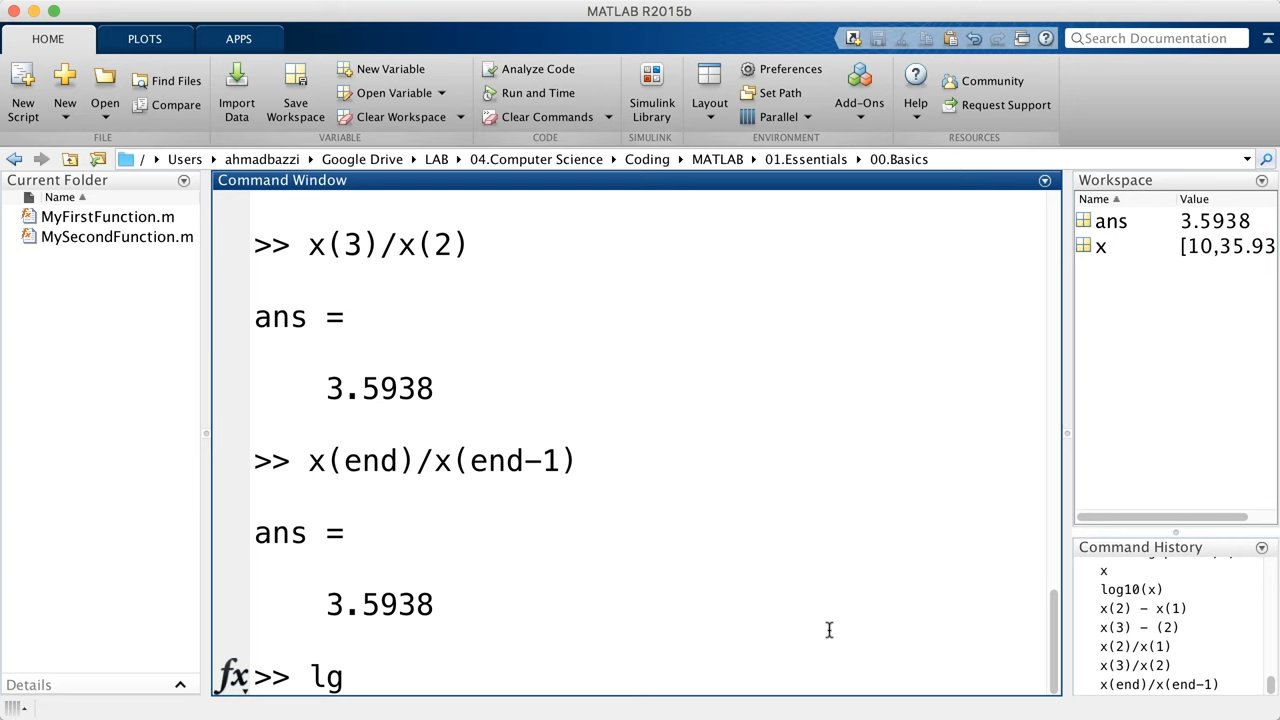 MATLAB R2015b
HOME PLOTS APPS
Search Documentation
New Script
New
Open
Find Files
Compare
Import Data
Save Workspace
New Variable
Open Variable
Clear Workspace
Analyze Code
Run and Time
Clear Commands
Simulink Library
Layout
Preferences
Set Path
Parallel
Add-Ons
Help
Community
Request Support
FILE VARIABLE CODE SIMULINK ENVIRONMENT RESOURCES
/ Users ahmadbazzi Google Drive LAB 04.Computer Science Coding MATLAB 01.Essentials 00.Basics
Current Folder
Name
MyFirstFunction.m
MySecondFunction.m
Details
Command Window
>> x(3)/x(2)
ans =
3.5938
>> x(end)/x(end-1)
ans =
3.5938
fx >> lg
Workspace
Name Value
ans 3.5938
x [10,35.93
Command History
x
log10(x)
x(2) - x(1)
x(3) - (2)
x(2)/x(1)
x(3)/x(2)
x(end)/x(end-1)